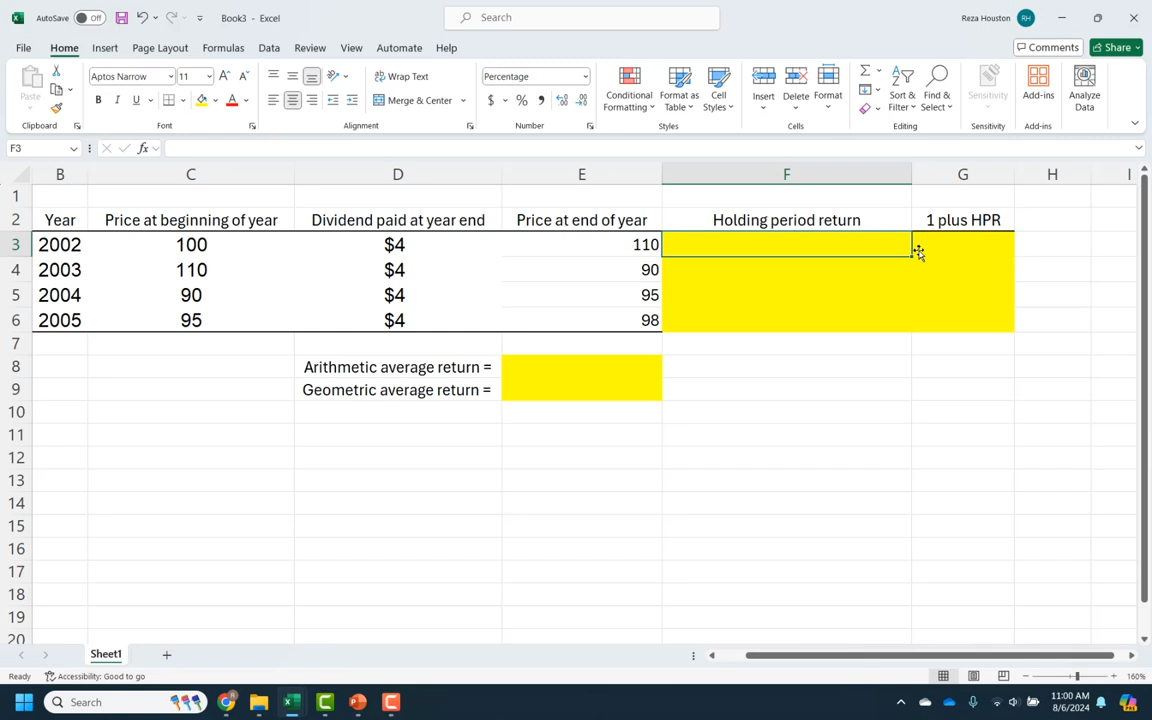 AutoSave Off Book3 - Excel Search Reza Houston RH
File Home Insert Page Layout Formulas Data Review View Automate Help Comments Share
Paste Aptos Narrow 11 Wrap Text Percentage Conditional Formatting Format as Table Cell Styles Insert Delete Format Sort & Filter Find & Select Sensitivity Add-ins Analyze Data
B I U A Merge & Center $ % 9
Clipboard Font Alignment Number Styles Cells Editing Sensitivity Add-ins
F3 fx
B C D E F G H I
1
2 Year Price at beginning of year Dividend paid at year end Price at end of year Holding period return 1 plus HPR
3 2002 100 $4 110
4 2003 110 $4 90
5 2004 90 $4 95
6 2005 95 $4 98
7
8 Arithmetic average return =
9 Geometric average return =
10
11
12
13
14
15
16
17
18
19
20
Sheet1
Ready Accessibility: Good to go 160%
Search 11:00 AM
8/6/2024